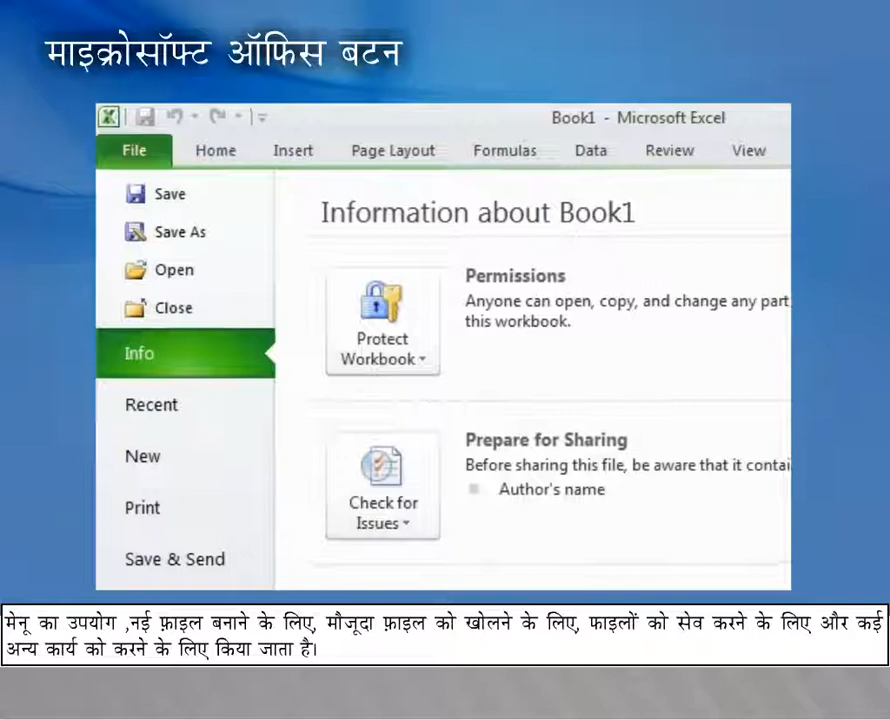 माइक्रोसॉफ्ट ऑफिस बटन
Book1 - Microsoft Excel
File Home Insert Page Layout Formulas Data Review View
Save
Save As
Open
Close
Info
Recent
New
Print
Save & Send
Information about Book1
Protect
Workbook
Permissions
Anyone can open, copy, and change any part
this workbook.
Check for
Issues
Prepare for Sharing
Before sharing this file, be aware that it contai
Author's name
मेनू का उपयोग ,नई फ़ाइल बनाने के लिए, मौजूदा फ़ाइल को खोलने के लिए, फाइलों को सेव करने के लिए और कई
अन्य कार्य को करने के लिए किया जाता है।